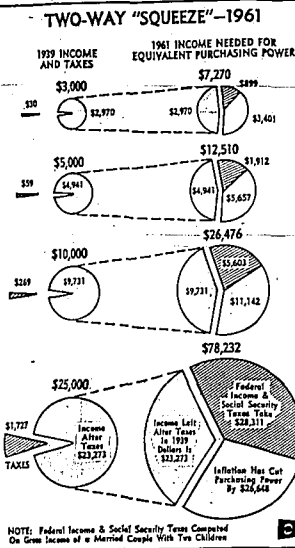 TWO-WAY "SQUEEZE"–1961
1939 INCOME
AND TAXES
1961 INCOME NEEDED FOR
EQUIVALENT PURCHASING POWER
$3,000
$7,270
$30
$2,970
$2,970
$899
$3,401
$5,000
$12,510
$59
$4,941
$4,941
$1,912
$5,657
$10,000
$26,476
$269
$9,731
$9,731
$5,603
$11,142
$25,000
$78,232
$1,727
TAXES
Income
After
Taxes
$23,273
Income Left
After Taxes
In 1939
Dollars Is
$23,273
Federal
Income &
Social Security
Taxes Take
$28,311
Inflation Has Cut
Purchasing Power
By $26,648
NOTE: Federal Income & Social Security Taxes Computed
On Gross Income of a Married Couple With Two Children